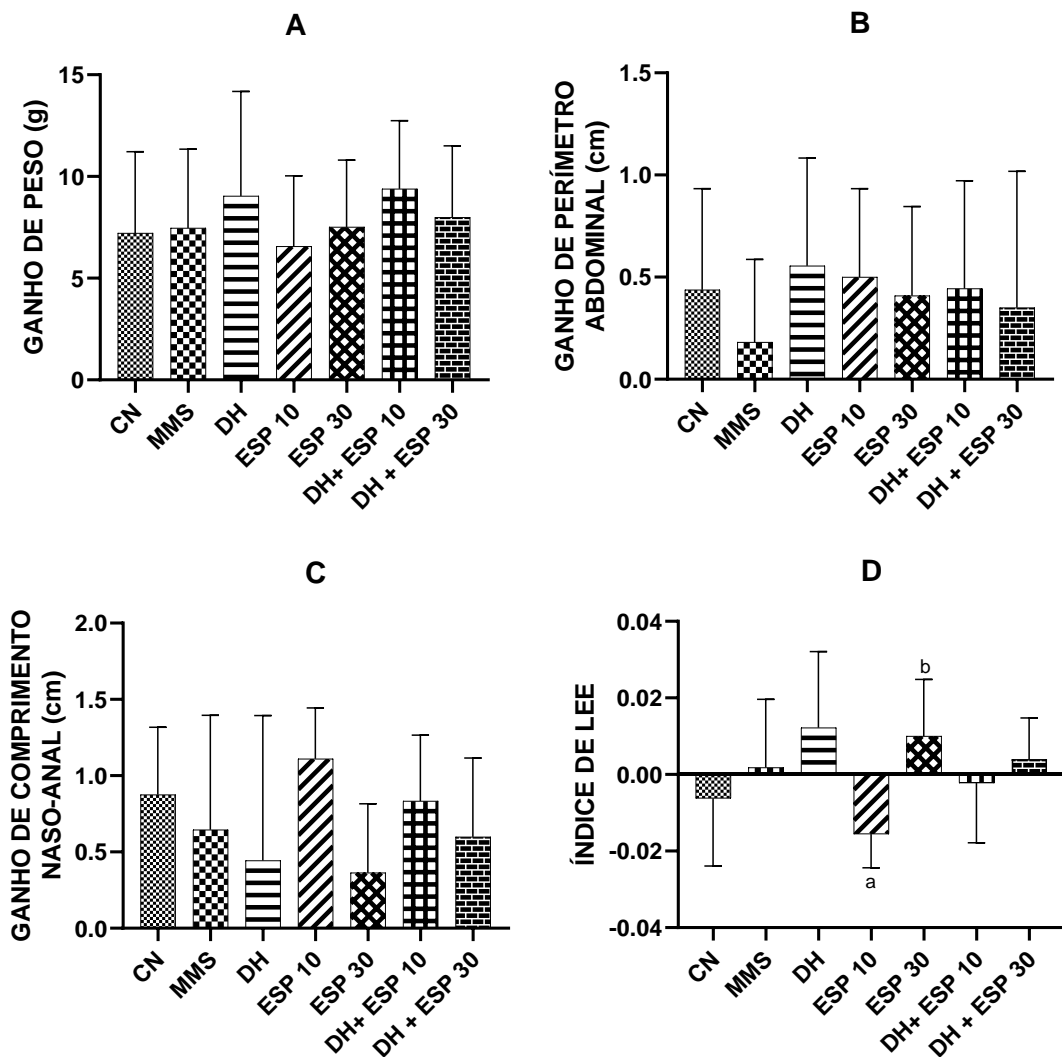 A
GANHO DE PESO (g)
15
10
5
0
CN
MMS
DH
ESP 10
ESP 30
DH+ ESP 10
DH + ESP 30
B
GANHO DE PERÍMETRO
ABDOMINAL (cm)
1.5
1.0
0.5
0.0
CN
MMS
DH
ESP 10
ESP 30
DH+ ESP 10
DH + ESP 30
C
GANHO DE COMPRIMENTO
NASO-ANAL (cm)
2.0
1.5
1.0
0.5
0.0
CN
MMS
DH
ESP 10
ESP 30
DH+ ESP 10
DH + ESP 30
D
ÍNDICE DE LEE
0.04
0.02
0.00
-0.02
-0.04
a
b
CN
MMS
DH
ESP 10
ESP 30
DH+ ESP 10
DH + ESP 30